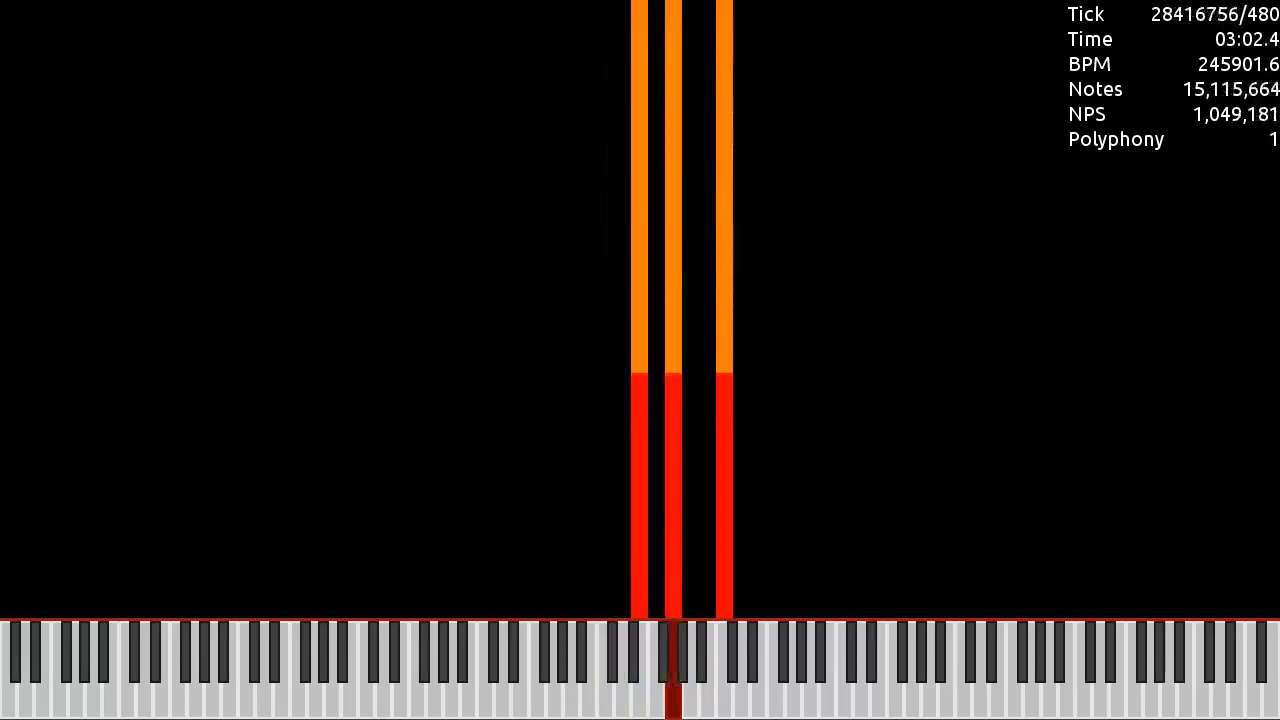 Tick 28416756/480
Time 03:02.4
BPM 245901.6
Notes 15,115,664
NPS 1,049,181
Polyphony 1